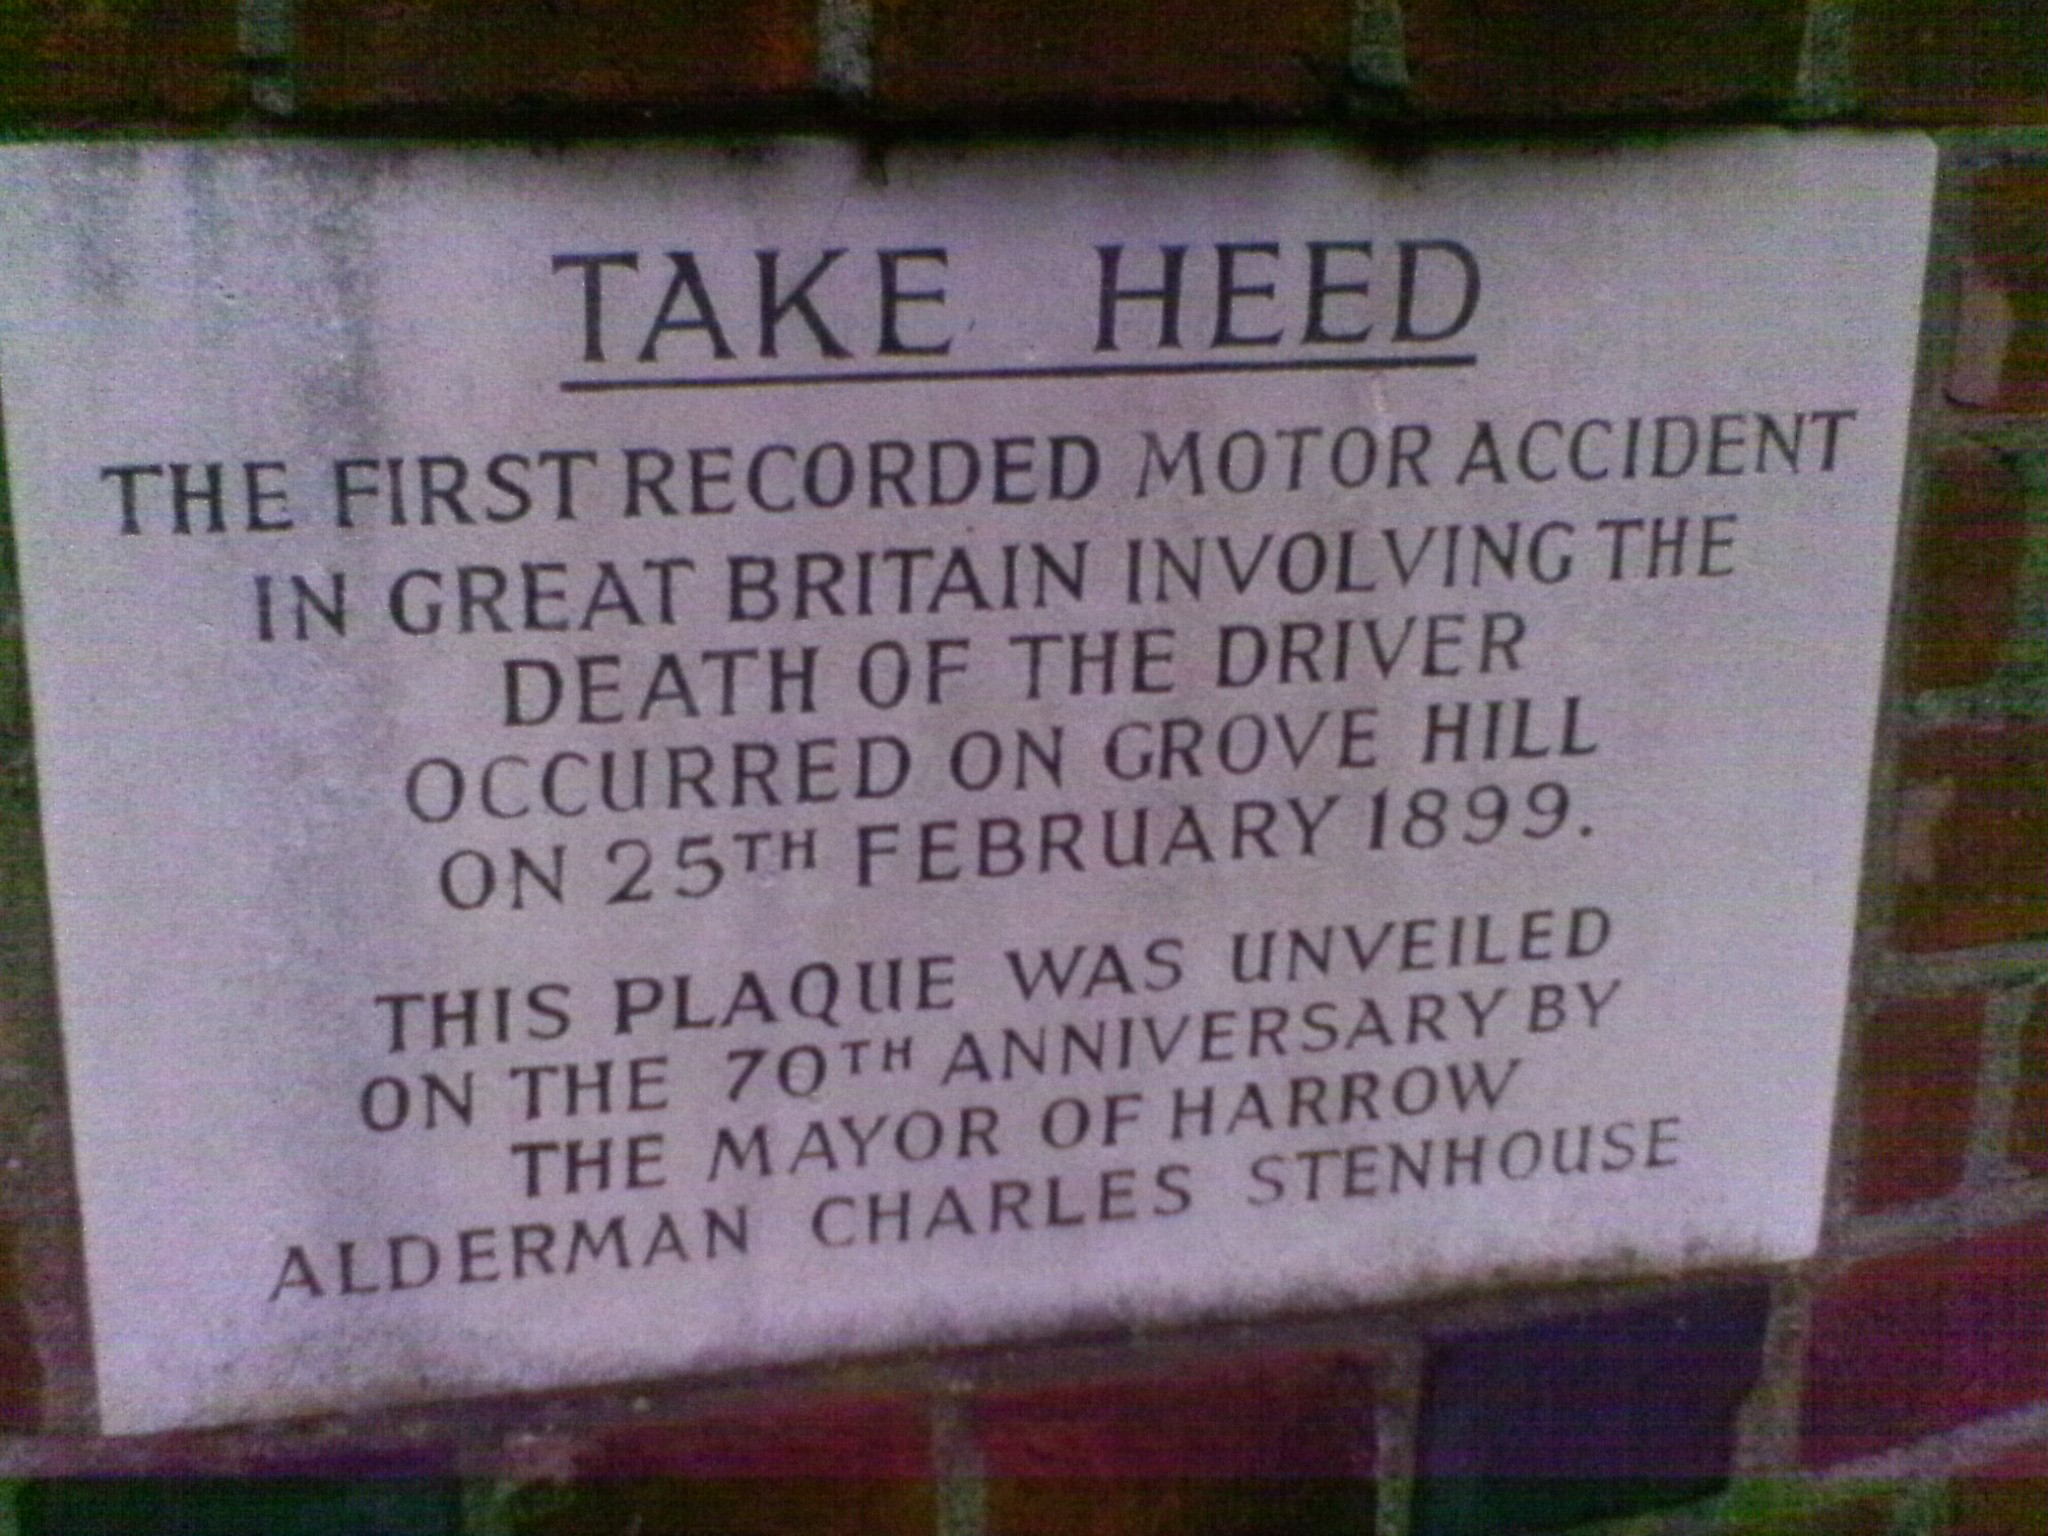 TAKE HEED
THE FIRST RECORDED MOTOR ACCIDENT
IN GREAT BRITAIN INVOLVING THE
DEATH OF THE DRIVER
OCCURRED ON GROVE HILL
ON 25TH FEBRUARY 1899.
THIS PLAQUE WAS UNVEILED
ON THE 70TH ANNIVERSARY BY
THE MAYOR OF HARROW
ALDERMAN CHARLES STENHOUSE